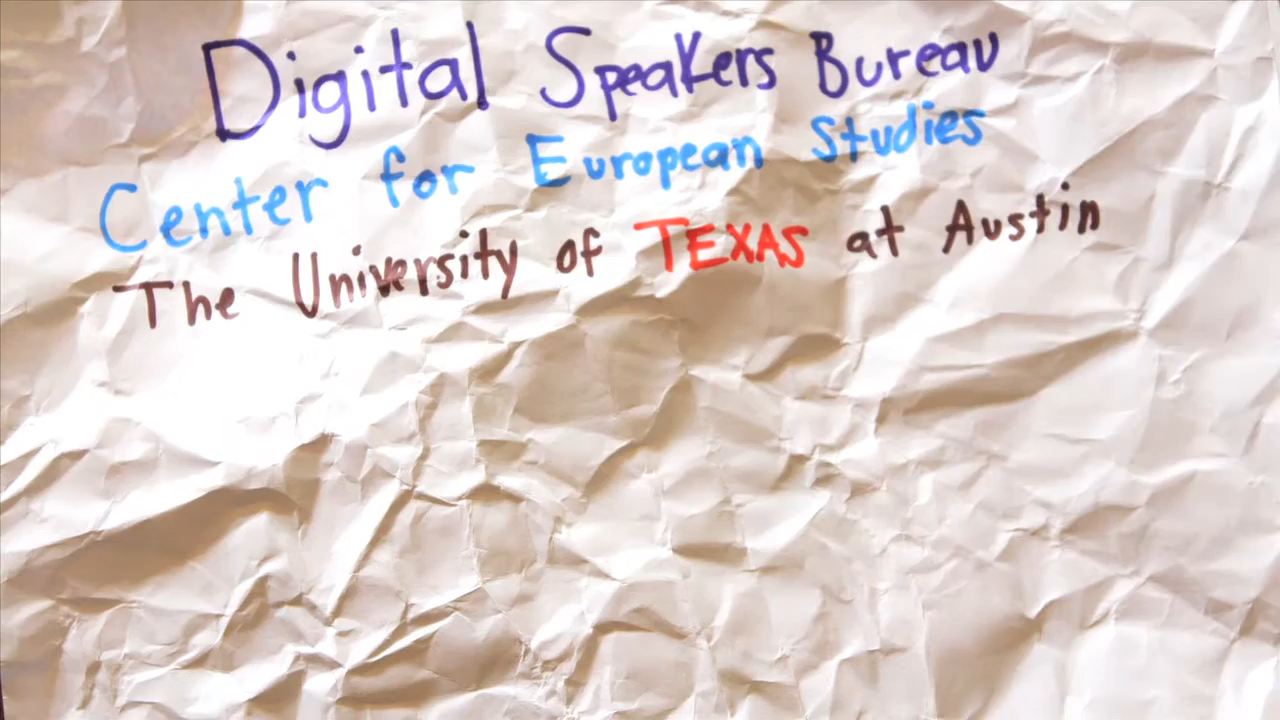 Digital Speakers Bureau
Center for European Studies
The University of TEXAS at Austin